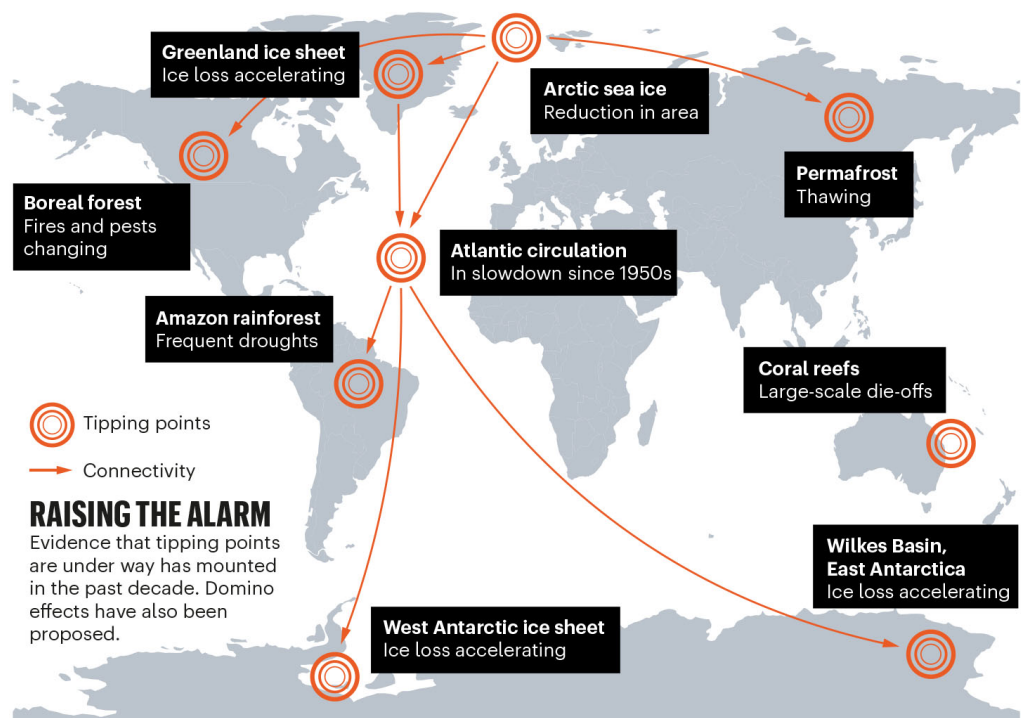 Greenland ice sheet
Ice loss accelerating
Arctic sea ice
Reduction in area
Permafrost
Thawing
Boreal forest
Fires and pests
changing
Atlantic circulation
In slowdown since 1950s
Amazon rainforest
Frequent droughts
Coral reefs
Large-scale die-offs
Tipping points
Connectivity
RAISING THE ALARM
Evidence that tipping points
are under way has mounted
in the past decade. Domino
effects have also been
proposed.
Wilkes Basin,
East Antarctica
Ice loss accelerating
West Antarctic ice sheet
Ice loss accelerating